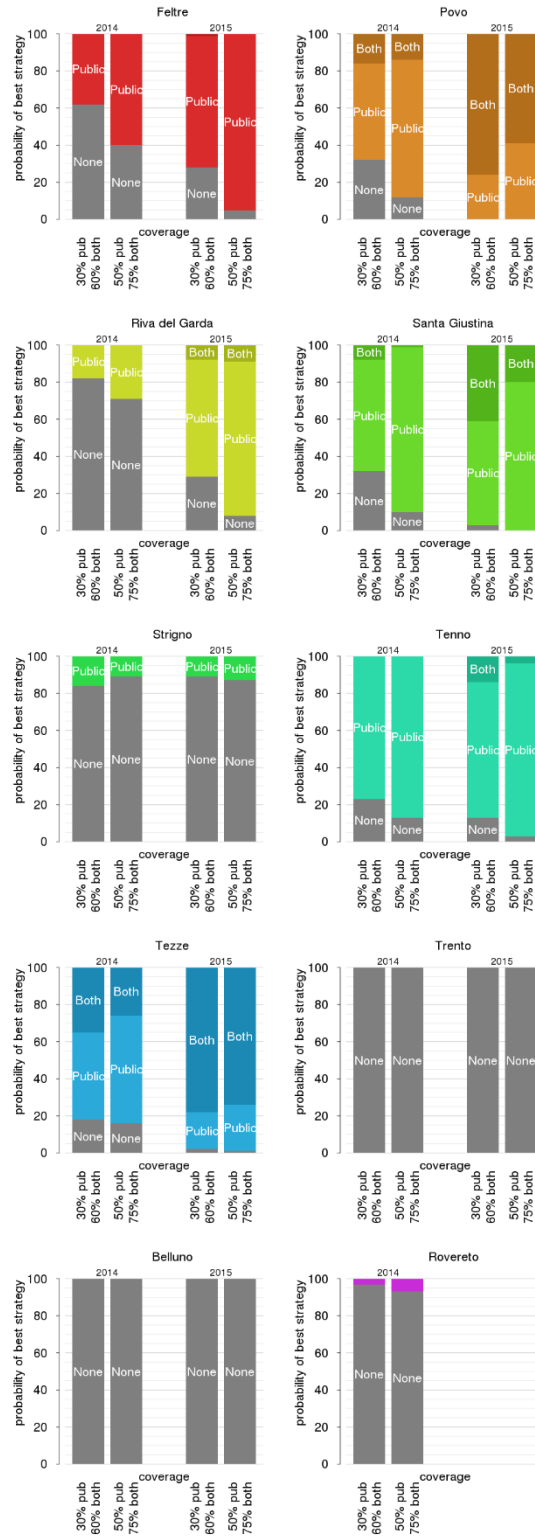 Feltre
2014
2015
probability of best strategy
100
80
60
40
20
0
Public
None
Public
None
Public
None
Public
coverage
30% pub
60% both
50% pub
75% both
30% pub
60% both
50% pub
75% both
Povo
2014
2015
probability of best strategy
100
80
60
40
20
0
Both
Public
None
Both
Public
None
Both
Public
Both
Public
coverage
30% pub
60% both
50% pub
75% both
30% pub
60% both
50% pub
75% both
Riva del Garda
2014
2015
probability of best strategy
100
80
60
40
20
0
Public
None
Public
None
Both
Public
None
Both
Public
None
coverage
30% pub
60% both
50% pub
75% both
30% pub
60% both
50% pub
75% both
Santa Giustina
2014
2015
probability of best strategy
100
80
60
40
20
0
Both
Public
None
Public
None
Both
Public
Both
Public
coverage
30% pub
60% both
50% pub
75% both
30% pub
60% both
50% pub
75% both
Strigno
2014
2015
probability of best strategy
100
80
60
40
20
0
Public
None
Public
None
Public
None
Public
None
coverage
30% pub
60% both
50% pub
75% both
30% pub
60% both
50% pub
75% both
Tenno
2014
2015
probability of best strategy
100
80
60
40
20
0
Public
None
Public
None
Both
Public
None
Public
coverage
30% pub
60% both
50% pub
75% both
30% pub
60% both
50% pub
75% both
Tezze
2014
2015
probability of best strategy
100
80
60
40
20
0
Both
Public
None
Both
Public
None
Both
Public
Both
Public
coverage
30% pub
60% both
50% pub
75% both
30% pub
60% both
50% pub
75% both
Trento
2014
2015
probability of best strategy
100
80
60
40
20
0
None
None
None
None
coverage
30% pub
60% both
50% pub
75% both
30% pub
60% both
50% pub
75% both
Belluno
2014
2015
probability of best strategy
100
80
60
40
20
0
None
None
None
None
coverage
30% pub
60% both
50% pub
75% both
30% pub
60% both
50% pub
75% both
Rovereto
2014
probability of best strategy
100
80
60
40
20
0
None
None
coverage
30% pub
60% both
50% pub
75% both